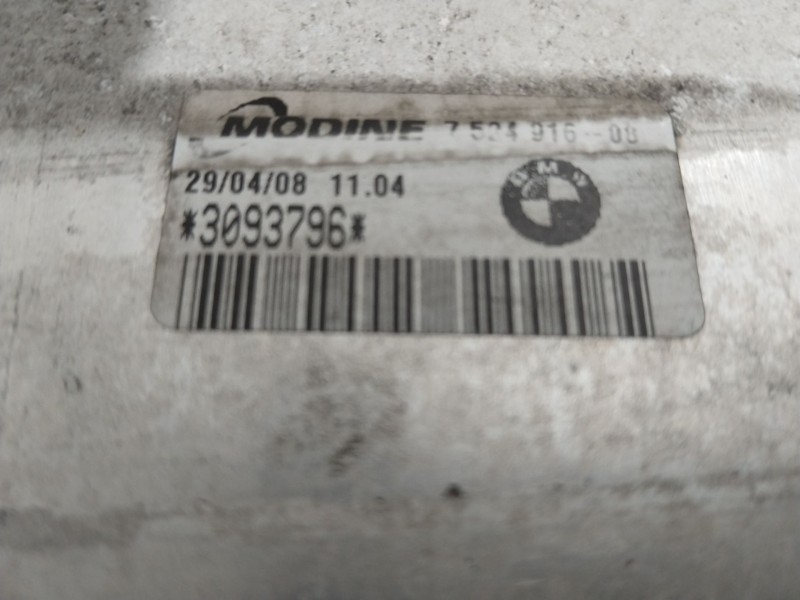 MODINE 7 524 916-08
29/04/08 11.04
BMW
*3093796*